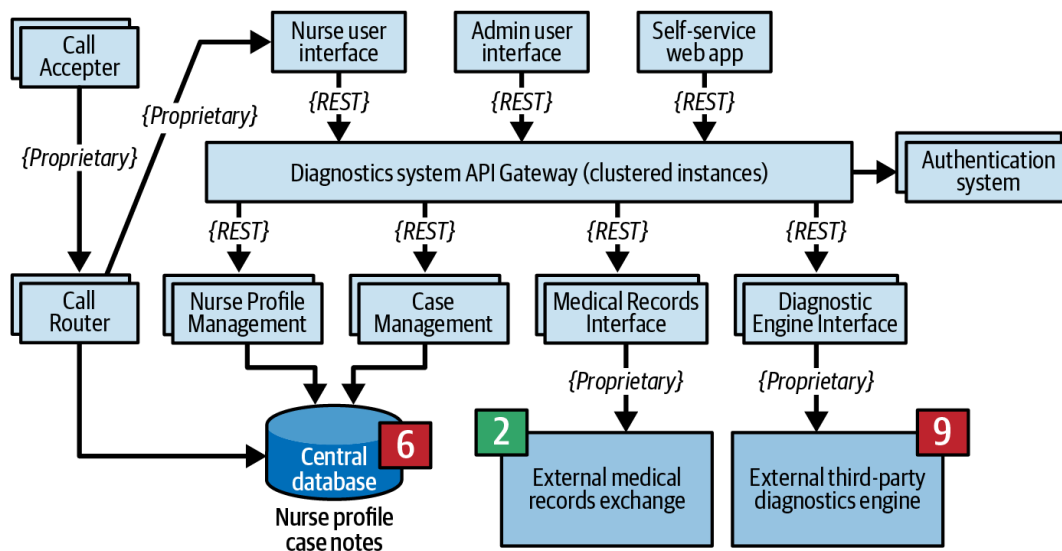 Call
Accepter
Nurse user
interface
Admin user
interface
Self-service
web app
{Proprietary}
{Proprietary}
{REST}
{REST}
{REST}
Diagnostics system API Gateway (clustered instances)
Authentication
system
{REST}
{REST}
{REST}
{REST}
Call
Router
Nurse Profile
Management
Case
Management
Medical Records
Interface
Diagnostic
Engine Interface
{Proprietary}
{Proprietary}
6
Central
database
Nurse profile
case notes
2
External medical
records exchange
9
External third-party
diagnostics engine